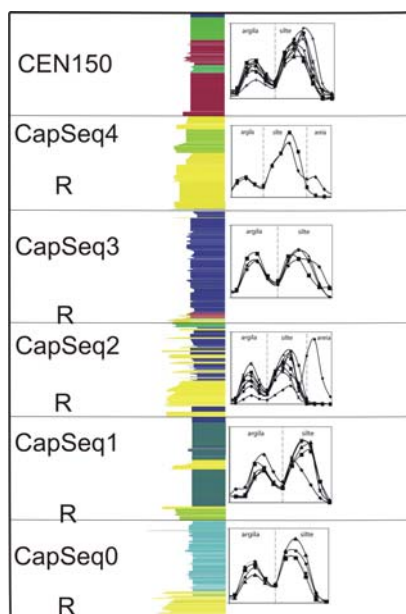 CEN150
argila silte
CapSeq4
R
argila silte areia
CapSeq3
R
argila silte
CapSeq2
R
argila silte areia
CapSeq1
R
argila silte
CapSeq0
R
argila silte